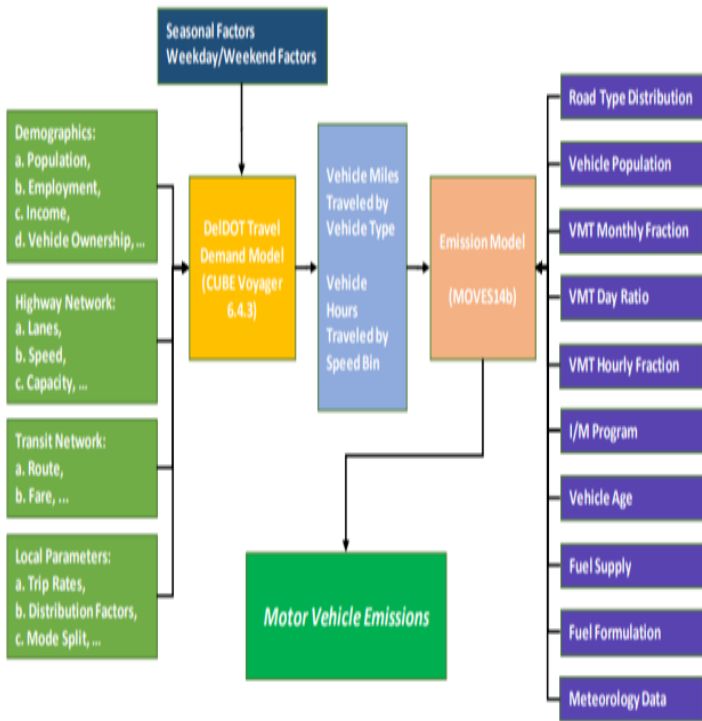 Seasonal Factors
Weekday/Weekend Factors
Demographics:
a. Population,
b. Employment,
c. Income,
d. Vehicle Ownership, ...
Highway Network:
a. Lanes,
b. Speed,
c. Capacity, ...
Transit Network:
a. Route,
b. Fare, ...
Local Parameters:
a. Trip Rates,
b. Distribution Factors,
c. Mode Split, ...
DelDOT Travel
Demand Model
(CUBE Voyager
6.4.3)
Vehicle Miles
Traveled by
Vehicle Type
Vehicle
Hours
Traveled by
Speed Bin
Emission Model
(MOVES14b)
Motor Vehicle Emissions
Road Type Distribution
Vehicle Population
VMT Monthly Fraction
VMT Day Ratio
VMT Hourly Fraction
I/M Program
Vehicle Age
Fuel Supply
Fuel Formulation
Meteorology Data